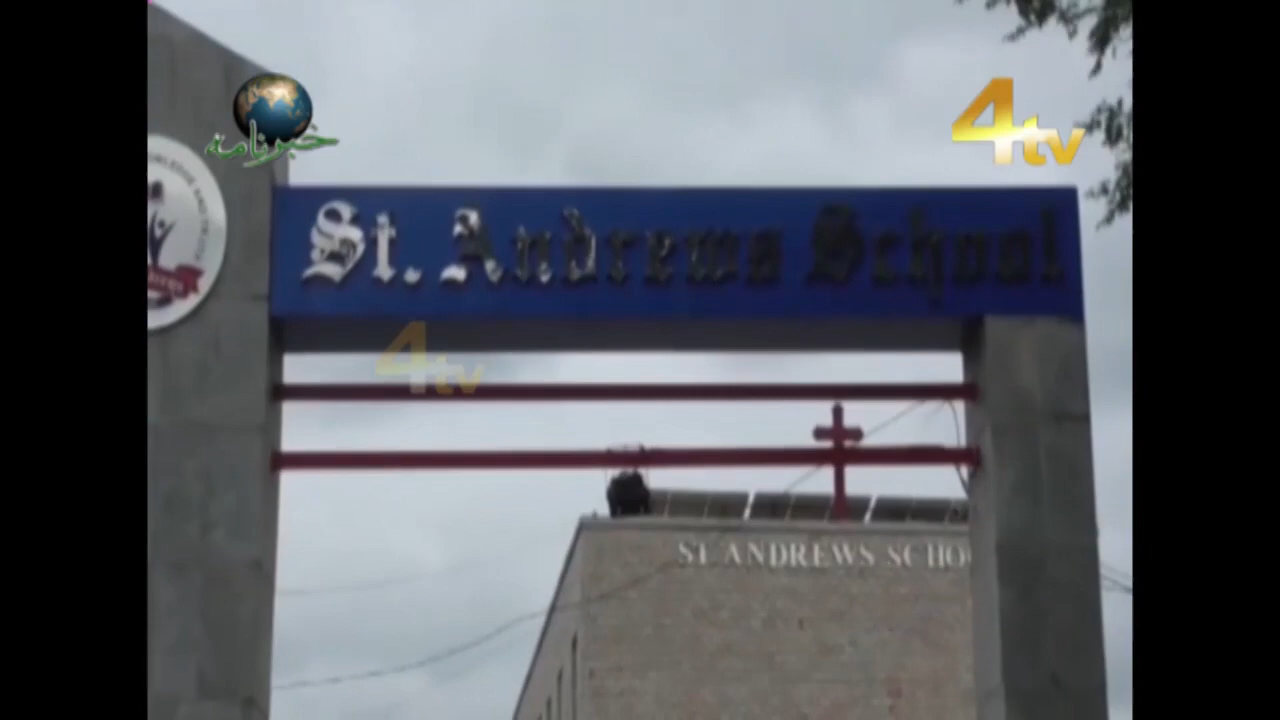 خبرنامہ
4tv
St. Andrews School
4tv
ST ANDREWS SCHO